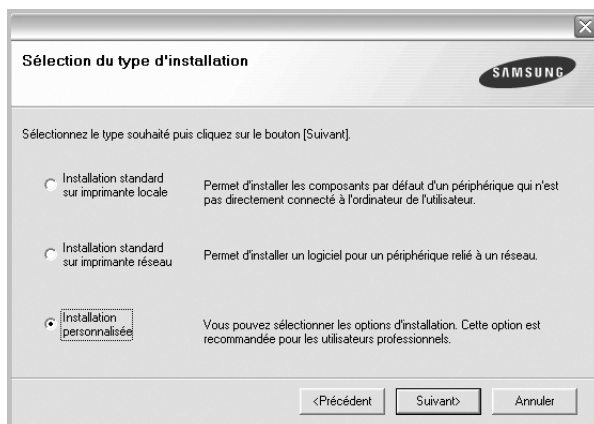 Sélection du type d'installation
SAMSUNG
Sélectionnez le type souhaité puis cliquez sur le bouton [Suivant].
Installation standard
sur imprimante locale
Permet d'installer les composants par défaut d'un périphérique qui n'est
pas directement connecté à l'ordinateur de l'utilisateur.
Installation standard
sur imprimante réseau
Permet d'installer un logiciel pour un périphérique relié à un réseau.
Installation
personnalisée
Vous pouvez sélectionner les options d'installation. Cette option est
recommandée pour les utilisateurs professionnels.
<Précédent
Suivant>
Annuler